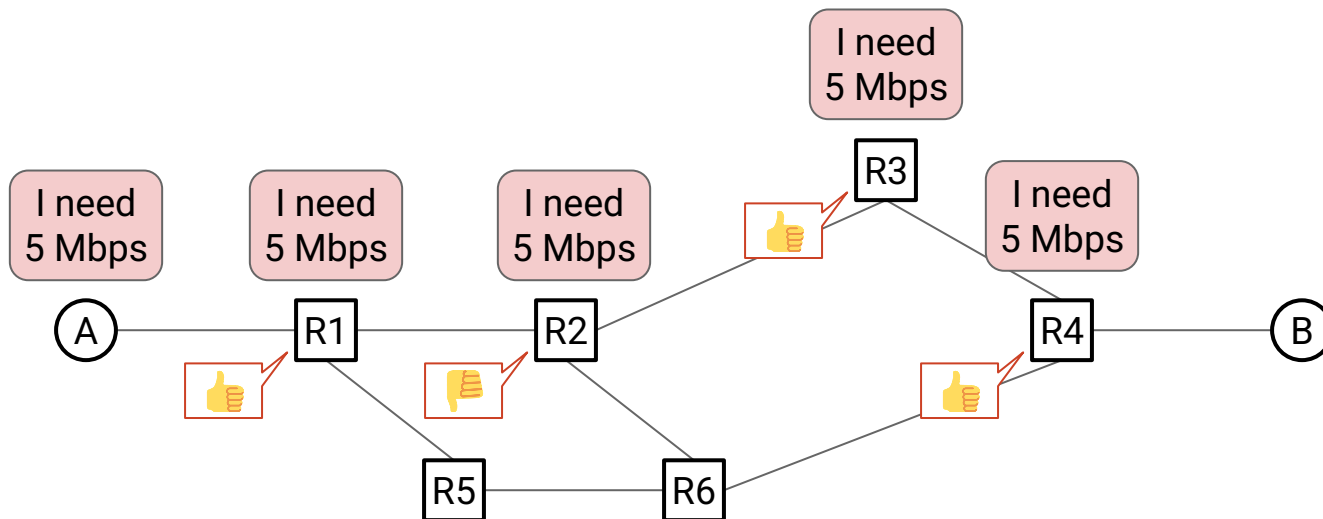 I need
5 Mbps
R3
I need
5 Mbps
I need
5 Mbps
I need
5 Mbps
I need
5 Mbps
A
R1
R2
R4
B
R5
R6